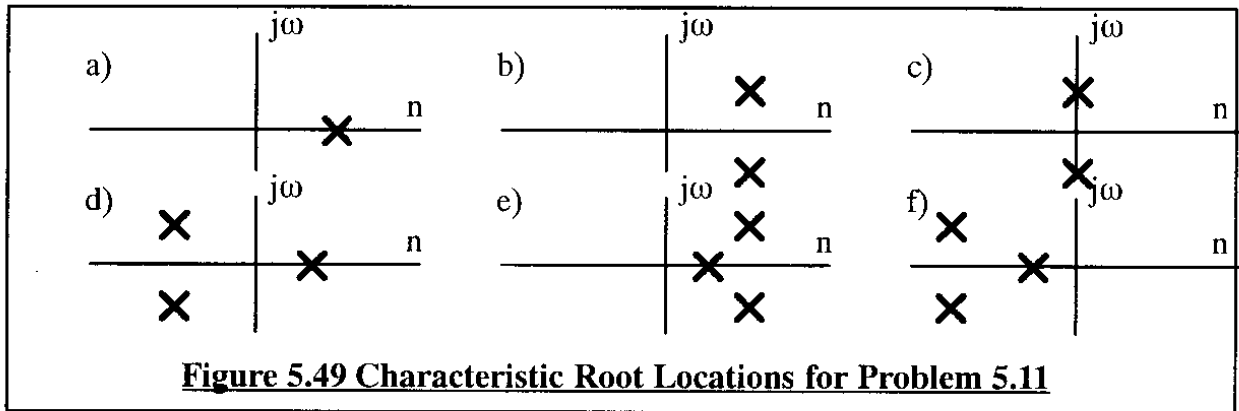 jω jω jω
a) b) c)
n n n
jω jω jω
d) e) f)
n n n
Figure 5.49 Characteristic Root Locations for Problem 5.11